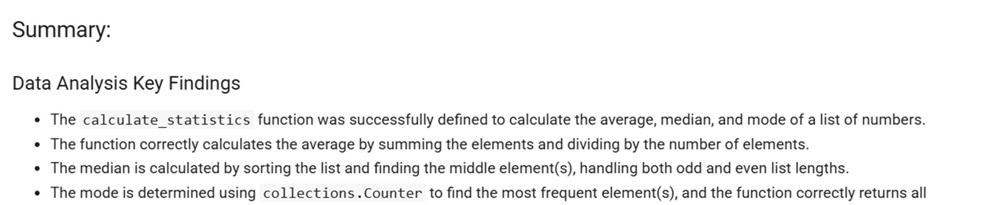 Summary:
Data Analysis Key Findings
The calculate_statistics function was successfully defined to calculate the average, median, and mode of a list of numbers.
The function correctly calculates the average by summing the elements and dividing by the number of elements.
The median is calculated by sorting the list and finding the middle element(s), handling both odd and even list lengths.
The mode is determined using collections.Counter to find the most frequent element(s), and the function correctly returns all